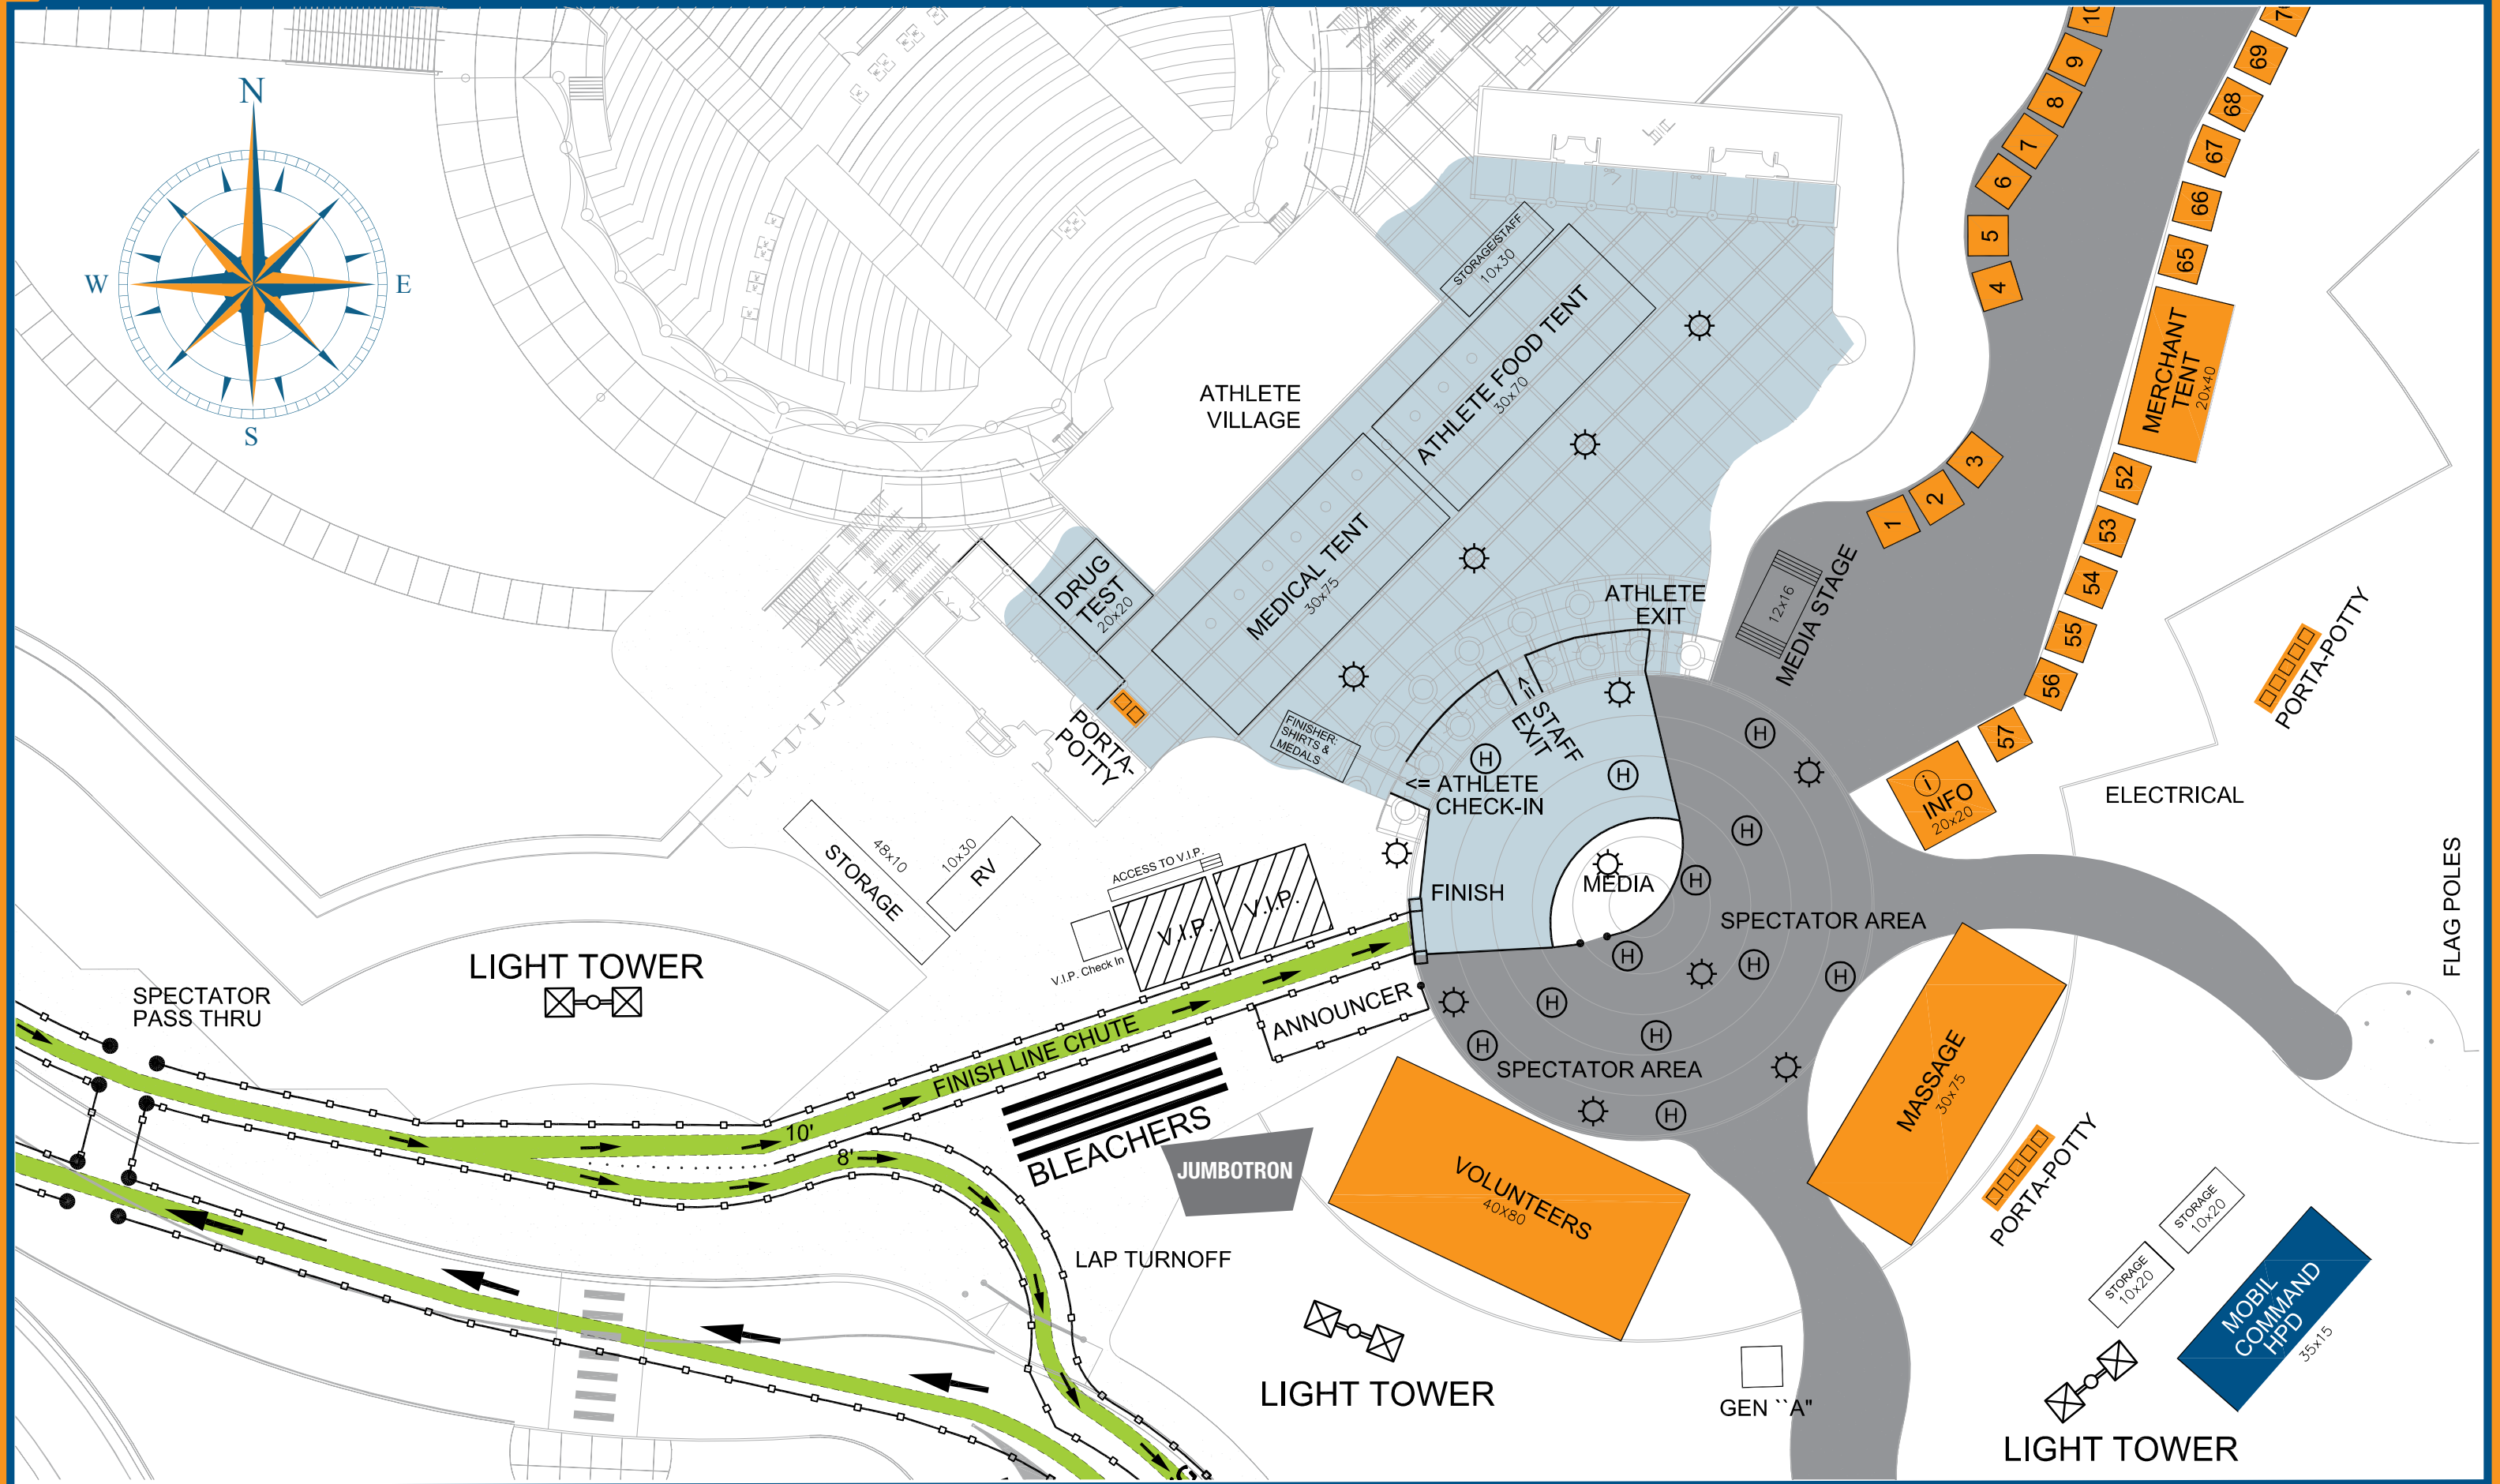 N
W
E
S
10
9
8
7
6
5
4
3
2
1
69
68
67
66
65
MERCHANT
TENT
20x40
52
53
54
55
56
57
STORAGE/STAFF
10x30
ATHLETE FOOD TENT
30x70
ATHLETE
VILLAGE
MEDICAL TENT
30x75
DRUG
TEST
20x20
PORTA-
POTTY
FINISHER:
SHIRTS &
MEDALS
ATHLETE
EXIT
<= STAFF
EXIT
<= ATHLETE
CHECK-IN
12x16
MEDIA STAGE
PORTA-POTTY
i
INFO
20x20
ELECTRICAL
FLAG POLES
H
H
H
H
H
H
H
H
H
H
H
H
FINISH
MEDIA
SPECTATOR AREA
SPECTATOR AREA
48x10
STORAGE
10x30
RV
ACCESS TO V.I.P.
V.I.P.
V.I.P.
V.I.P. Check In
LIGHT TOWER
SPECTATOR
PASS THRU
FINISH LINE CHUTE
ANNOUNCER
10'
8'
BLEACHERS
JUMBOTRON
LAP TURNOFF
VOLUNTEERS
40X80
MASSAGE
30x75
PORTA-POTTY
STORAGE
10x20
STORAGE
10x20
MOBIL
COMMAND
HPD
35x15
LIGHT TOWER
GEN ``A"
LIGHT TOWER